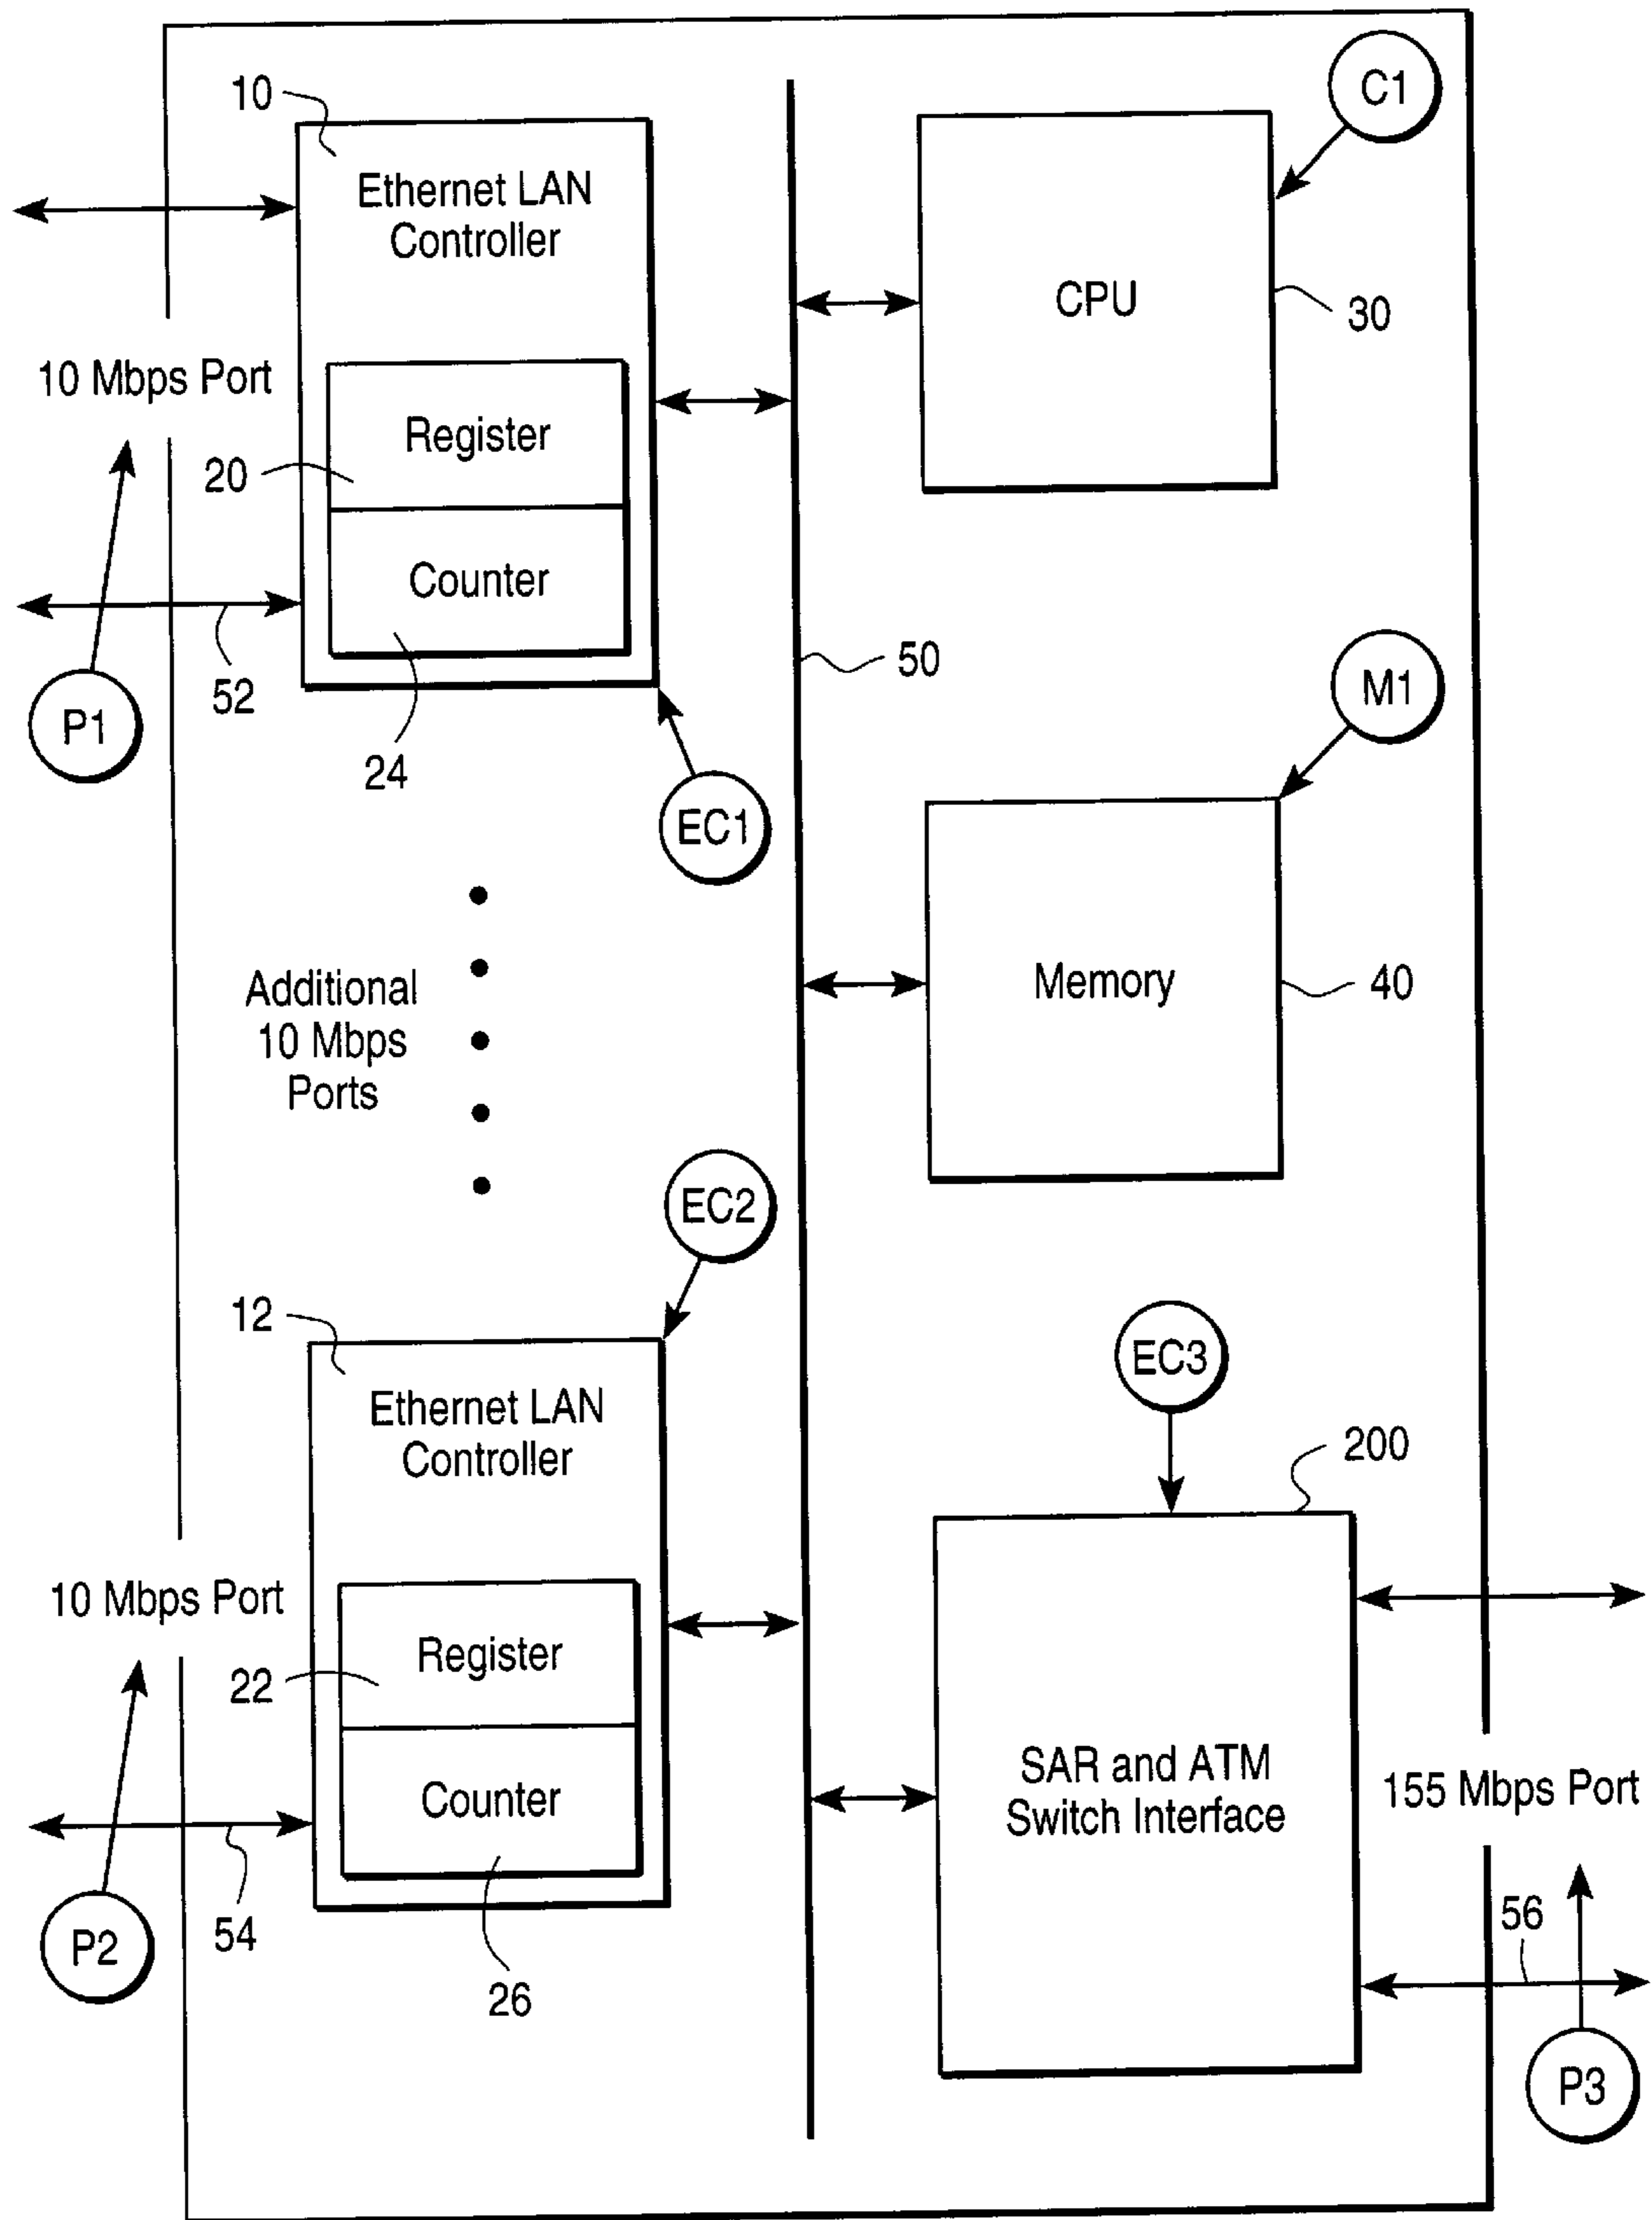 C1
10
Ethernet LAN
Controller
CPU
30
10 Mbps Port
Register
20
Counter
52
50
P1
24
M1
EC1
Additional
10 Mbps
Ports
Memory
40
EC2
12
EC3
Ethernet LAN
Controller
200
10 Mbps Port
Register
22
SAR and ATM
Switch Interface
155 Mbps Port
Counter
54
56
P2
26
P3